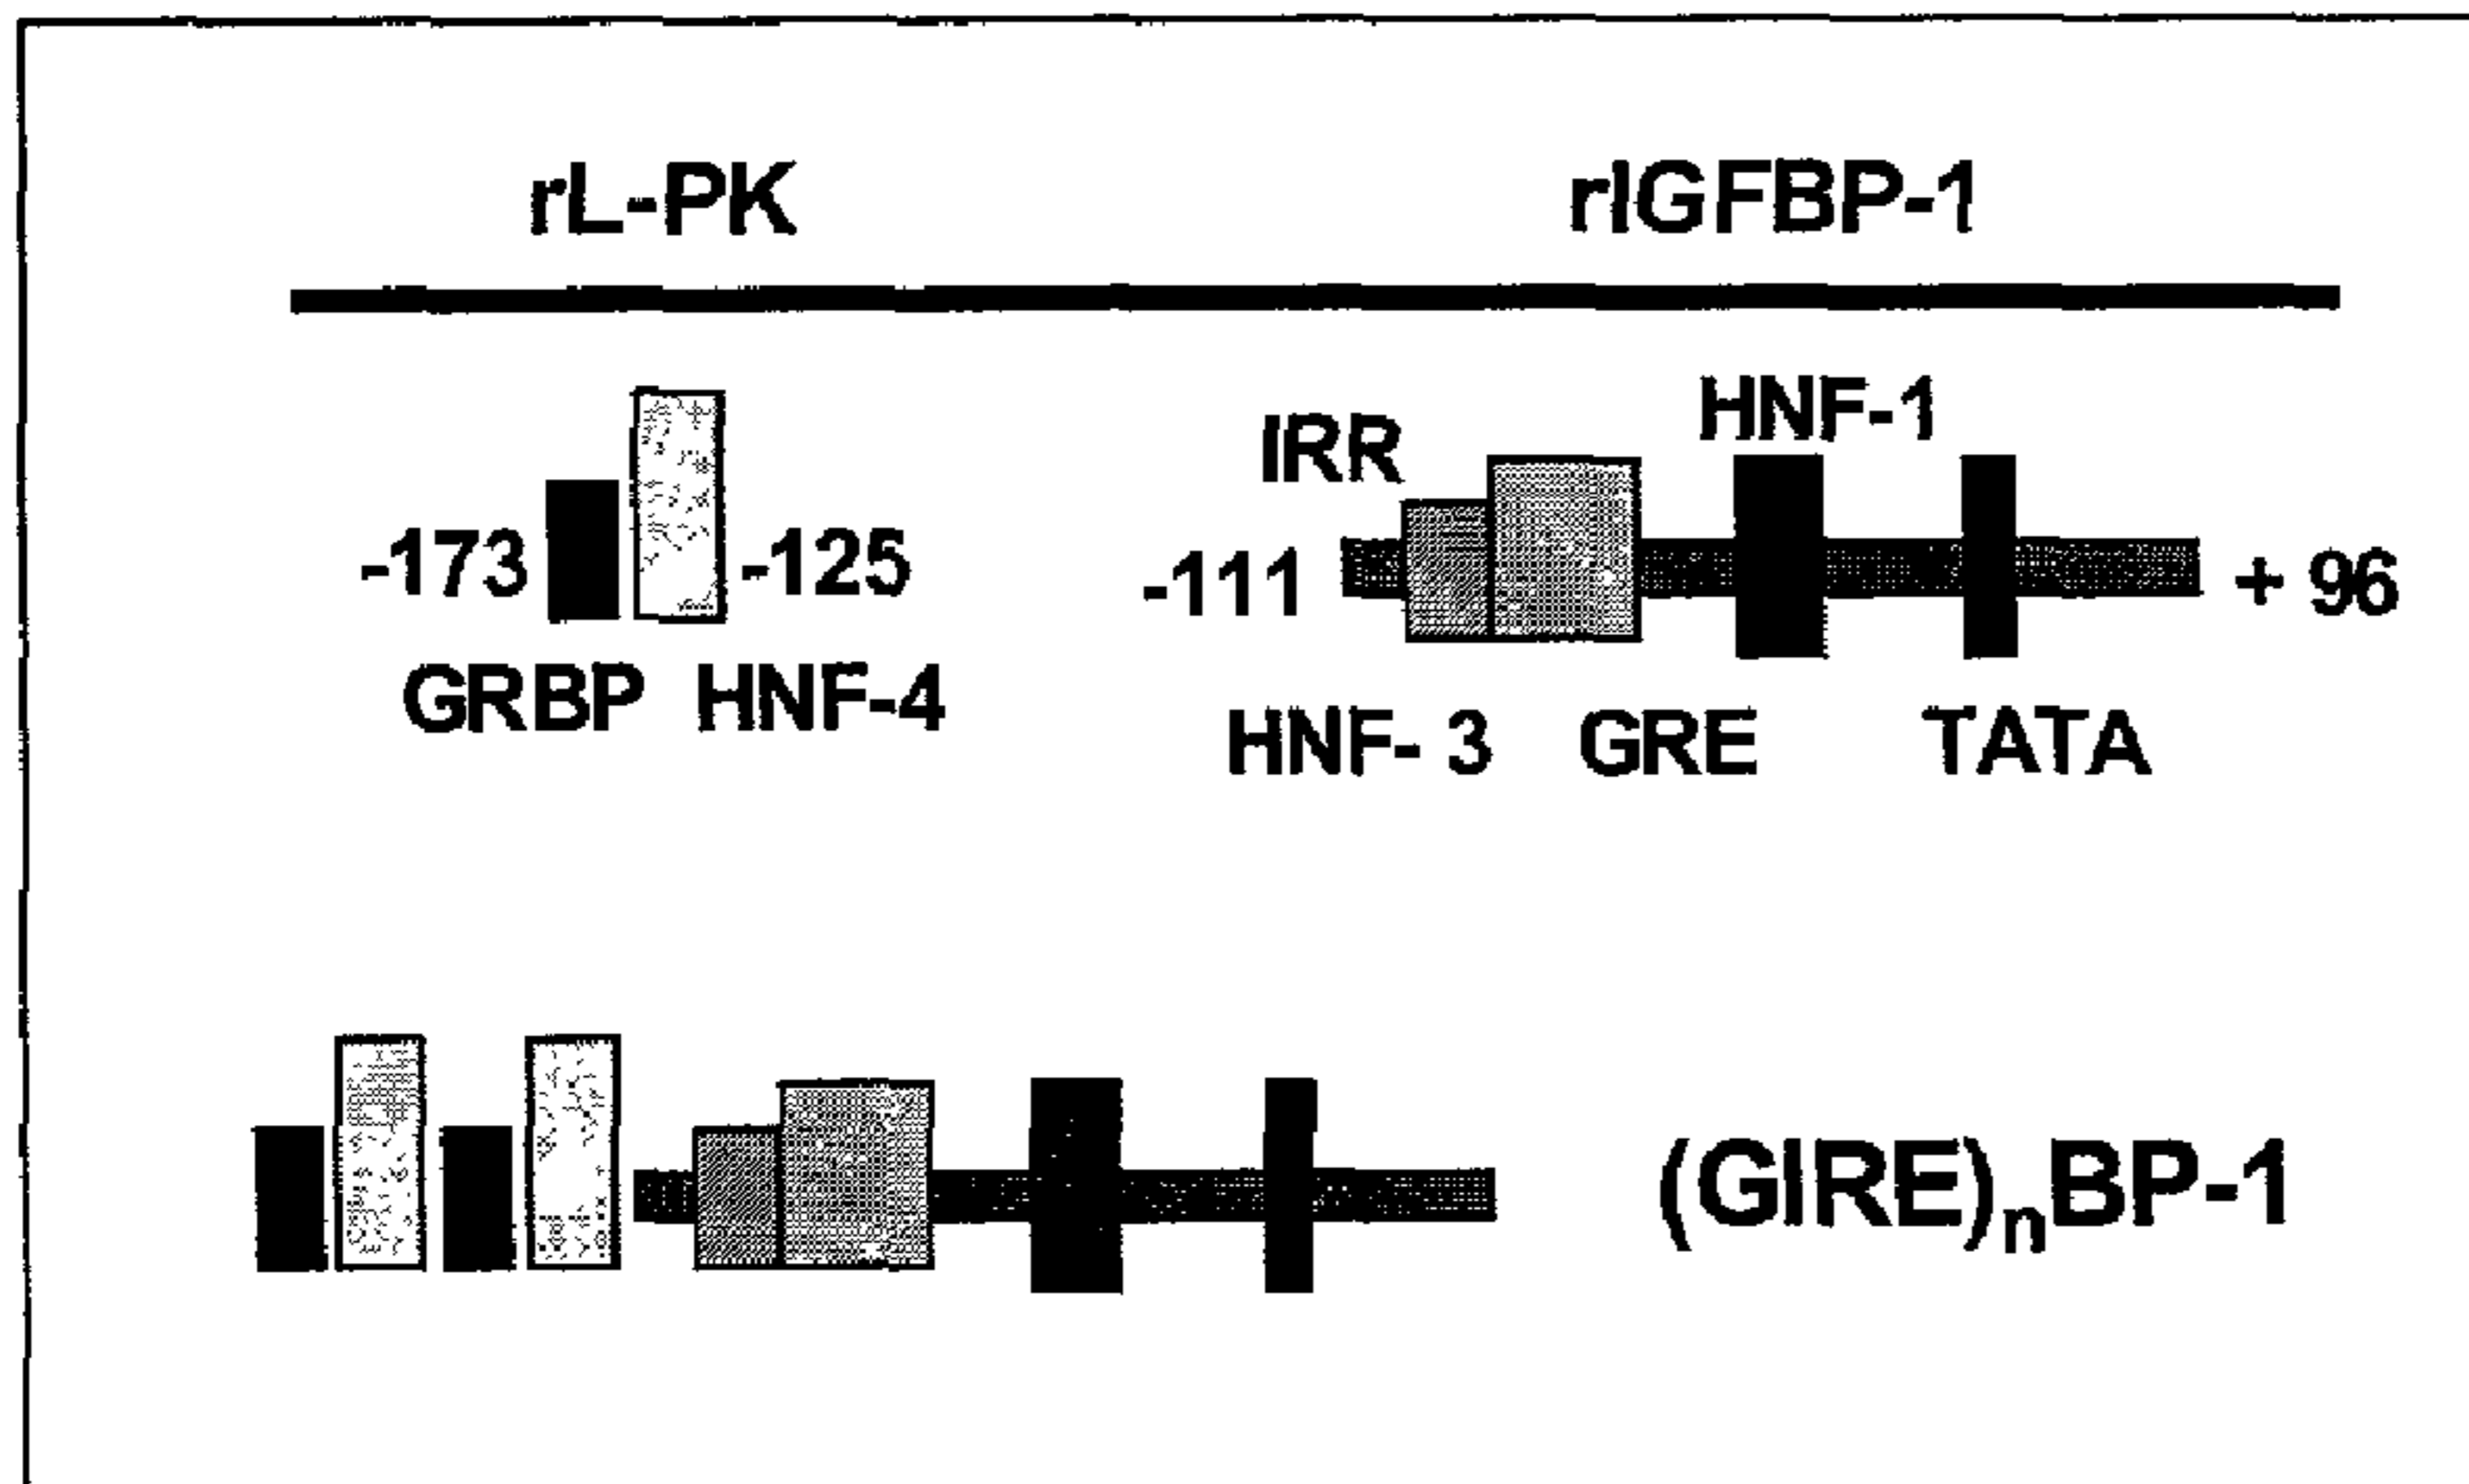 rL-PK rIGFBP-1
HNF-1
IRR
-173 -125 -111 + 96
GRBP HNF-4
HNF- 3 GRE TATA
(GIRE)nBP-1